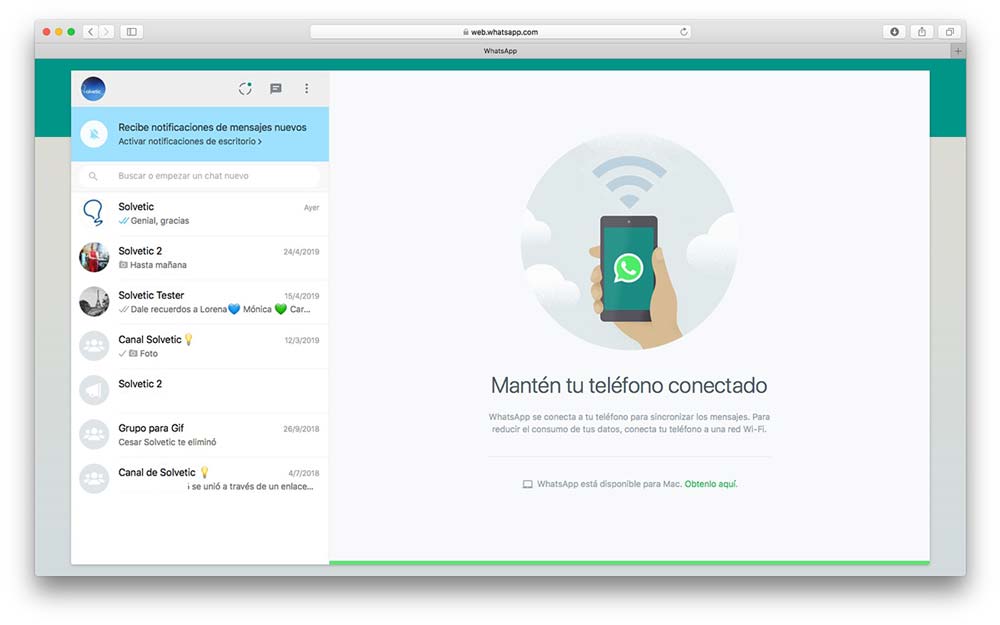 web.whatsapp.com
WhatsApp
Solvetic
Recibe notificaciones de mensajes nuevos
Activar notificaciones de escritorio >
Buscar o empezar un chat nuevo
Solvetic
Ayer
Genial, gracias
Solvetic 2
24/4/2019
Hasta mañana
Solvetic Tester
15/4/2019
Dale recuerdos a Lorena💙 Mónica 💚 Car...
Canal Solvetic💡
12/3/2019
Foto
Solvetic 2
Grupo para Gif
26/9/2018
Cesar Solvetic te eliminó
Canal de Solvetic 💡
4/7/2018
se unió a través de un enlace...
Mantén tu teléfono conectado
WhatsApp se conecta a tu teléfono para sincronizar los mensajes. Para
reducir el consumo de tus datos, conecta tu teléfono a una red Wi-Fi.
WhatsApp está disponible para Mac. Obtenlo aquí.